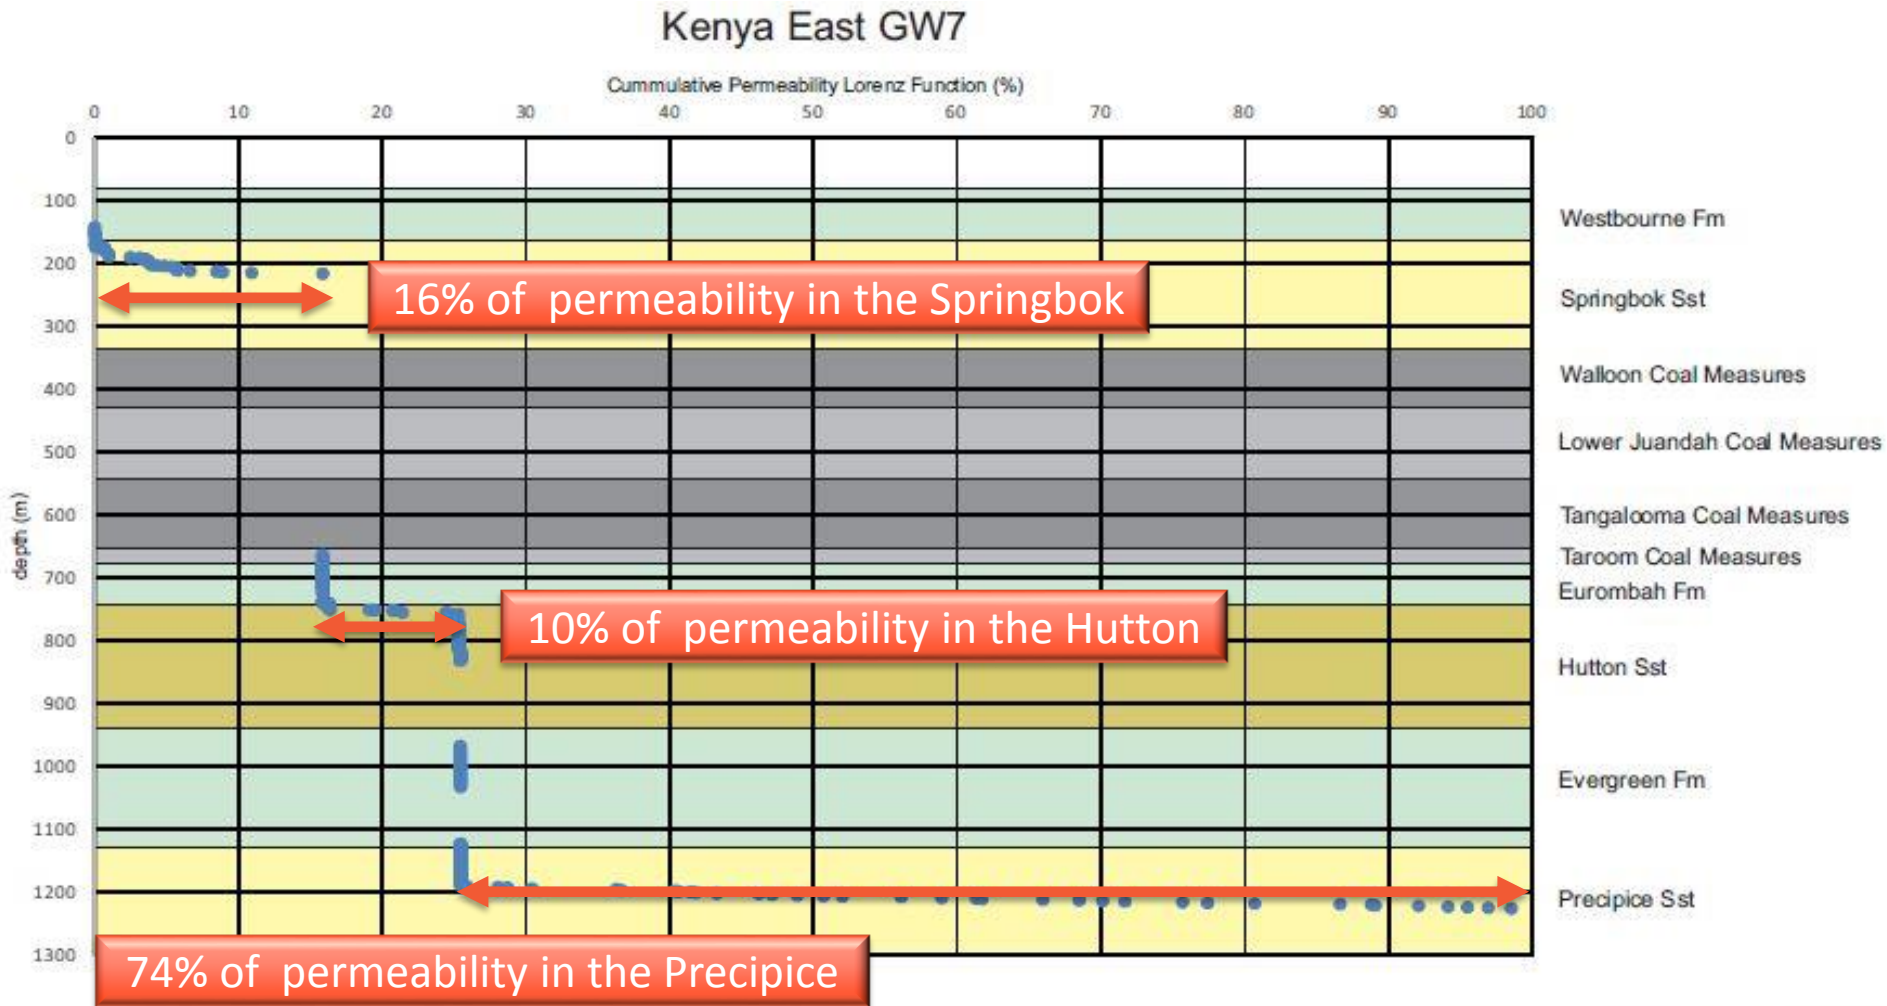 Kenya East GW7
Cummulative Permeability Lorenz Function (%)
0 10 20 30 40 50 60 70 80 90 100
0
100
Westbourne Fm
200
16% of permeability in the Springbok
Springbok Sst
300
Walloon Coal Measures
400
Lower Juandah Coal Measures
500
depth (m)
600
Tangalooma Coal Measures
Taroom Coal Measures
700
Eurombah Fm
10% of permeability in the Hutton
800
Hutton Sst
900
1000
Evergreen Fm
1100
1200
Precipice Sst
1300
74% of permeability in the Precipice